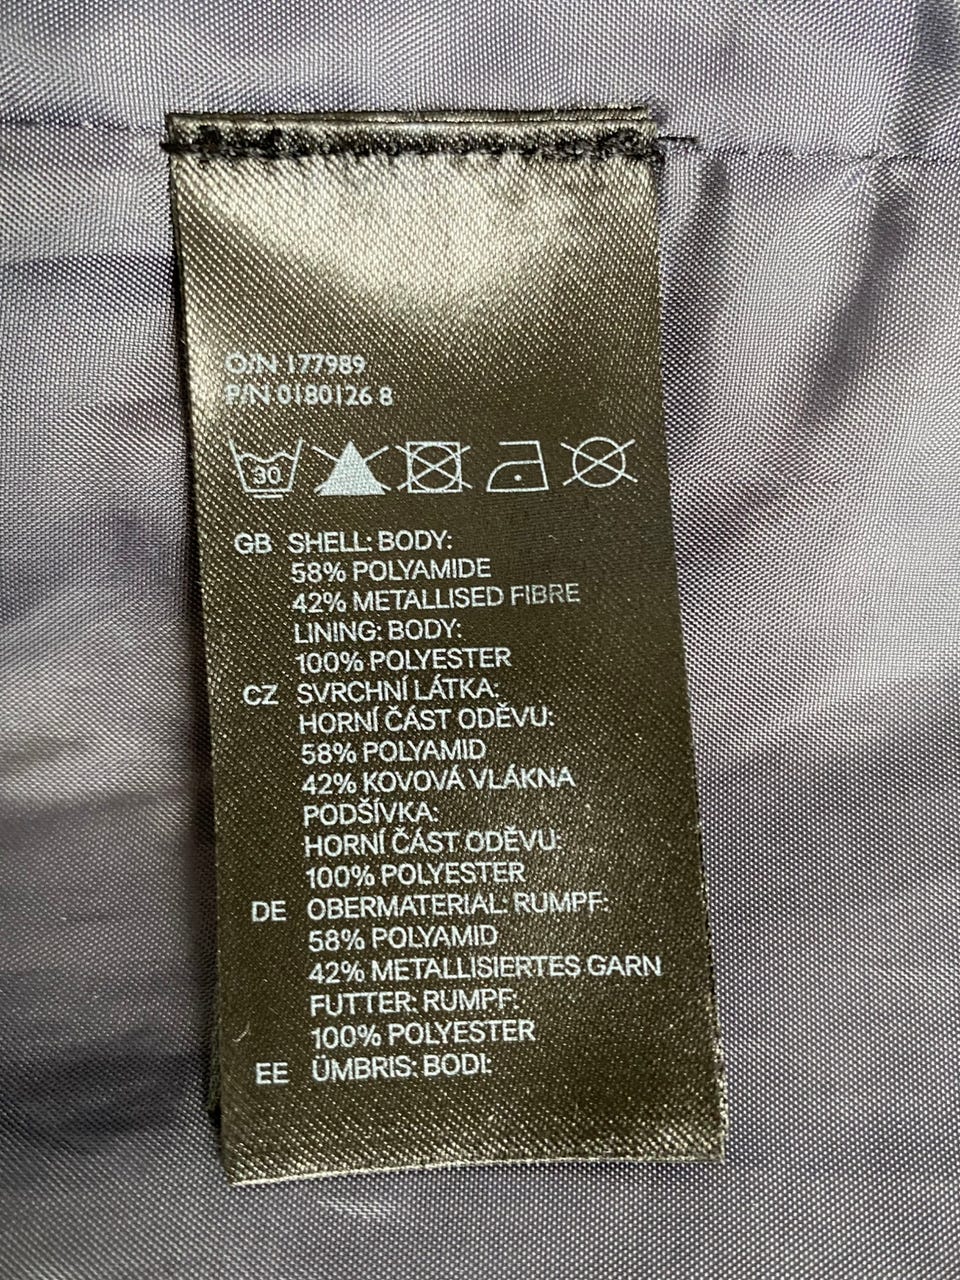 O/N 177989
P/N 0180126 8
30
GB SHELL: BODY:
58% POLYAMIDE
42% METALLISED FIBRE
LINING: BODY:
100% POLYESTER
CZ SVRCHNÍ LÁTKA:
HORNÍ ČÁST ODĚVU:
58% POLYAMID
42% KOVOVÁ VLÁKNA
PODŠÍVKA:
HORNÍ ČÁST ODĚVU:
100% POLYESTER
DE OBERMATERIAL: RUMPF:
58% POLYAMID
42% METALLISIERTES GARN
FUTTER: RUMPF:
100% POLYESTER
EE ÜMBRIS: BODI: